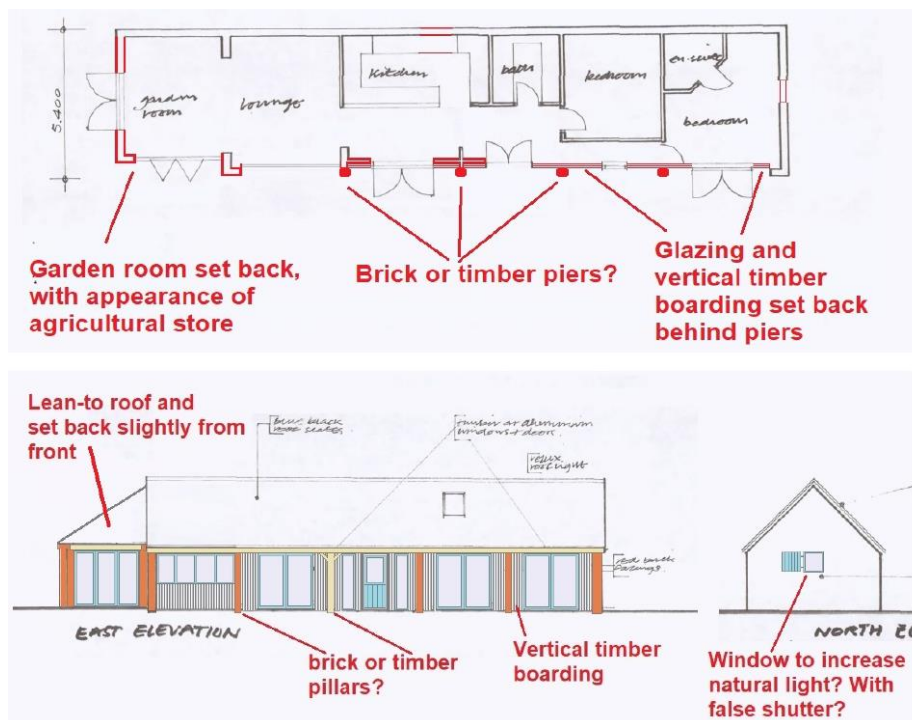 garden
room
lounge
kitchen
bath
bedroom
en-suite
bedroom
5.400
Garden room set back,
with appearance of
agricultural store
Brick or timber piers?
Glazing and
vertical timber
boarding set back
behind piers
Lean-to roof and
set back slightly from
front
blue black
roof slates
timber or aluminium
windows & doors
velux
roof light
red brick
facings
EAST ELEVATION
brick or timber
pillars?
Vertical timber
boarding
NORTH
Window to increase
natural light? With
false shutter?